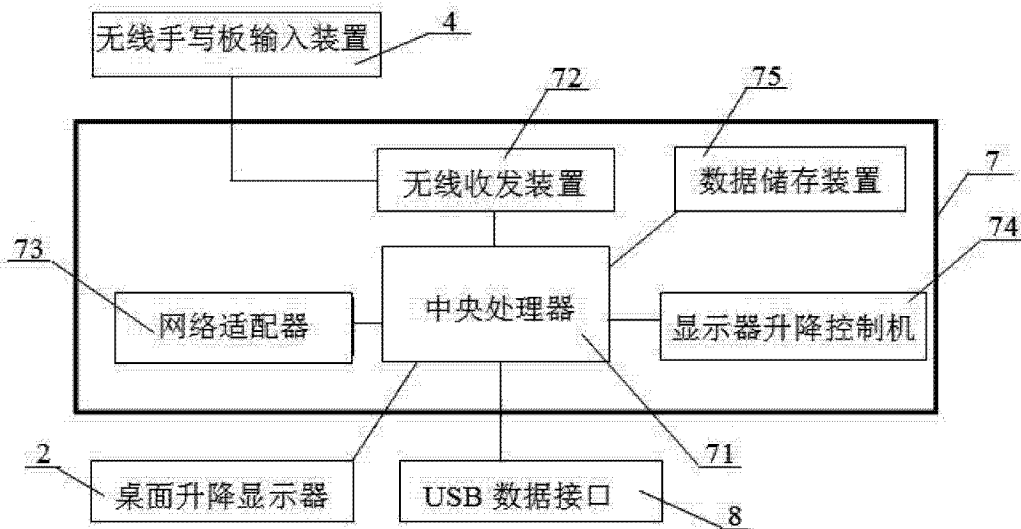 4
无线手写板输入装置
72
75
无线收发装置
数据储存装置
7
73
74
网络适配器
中央处理器
显示器升降控制机
2
71
桌面升降显示器
USB 数据接口
8